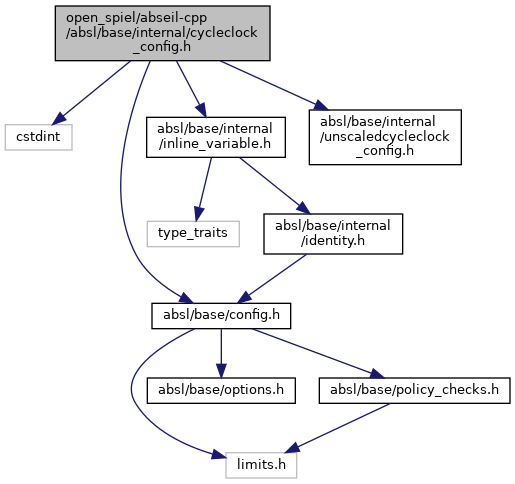 open_spiel/abseil-cpp
/absl/base/internal/cycleclock
_config.h
cstdint
absl/base/internal
/inline_variable.h
absl/base/internal
/unscaledcycleclock
_config.h
type_traits
absl/base/internal
/identity.h
absl/base/config.h
absl/base/options.h
absl/base/policy_checks.h
limits.h